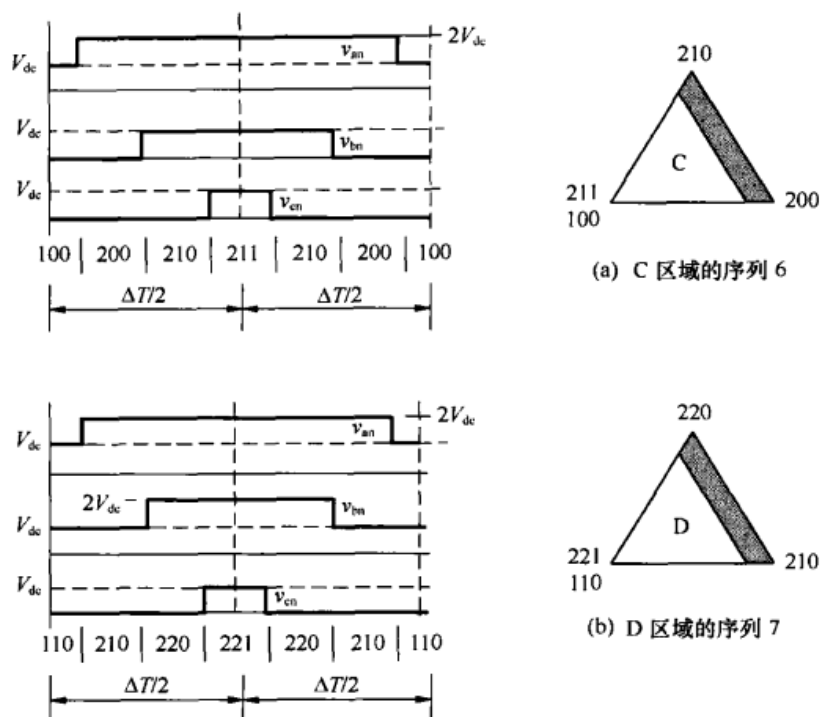 2V_dc
V_dc
v_an
V_dc
v_bn
V_dc
v_cn
100 200 210 211 210 200 100
ΔT/2 ΔT/2
210
C
211
100
200
(a) C 区域的序列 6
2V_dc
V_dc
v_an
2V_dc
V_dc
v_bn
V_dc
v_cn
110 210 220 221 220 210 110
ΔT/2 ΔT/2
220
D
221
110
210
(b) D 区域的序列 7